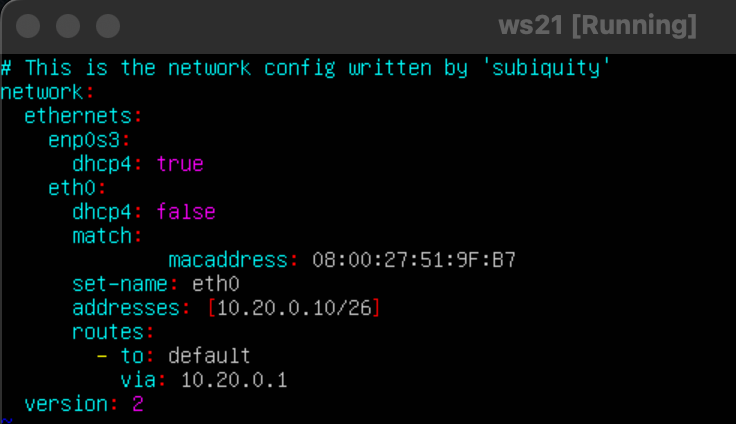 ws21 [Running]
# This is the network config written by 'subiquity'
network:
  ethernets:
    enp0s3:
      dhcp4: true
    eth0:
      dhcp4: false
      match:
              macaddress: 08:00:27:51:9F:B7
      set-name: eth0
      addresses: [10.20.0.10/26]
      routes:
        - to: default
          via: 10.20.0.1
  version: 2
~